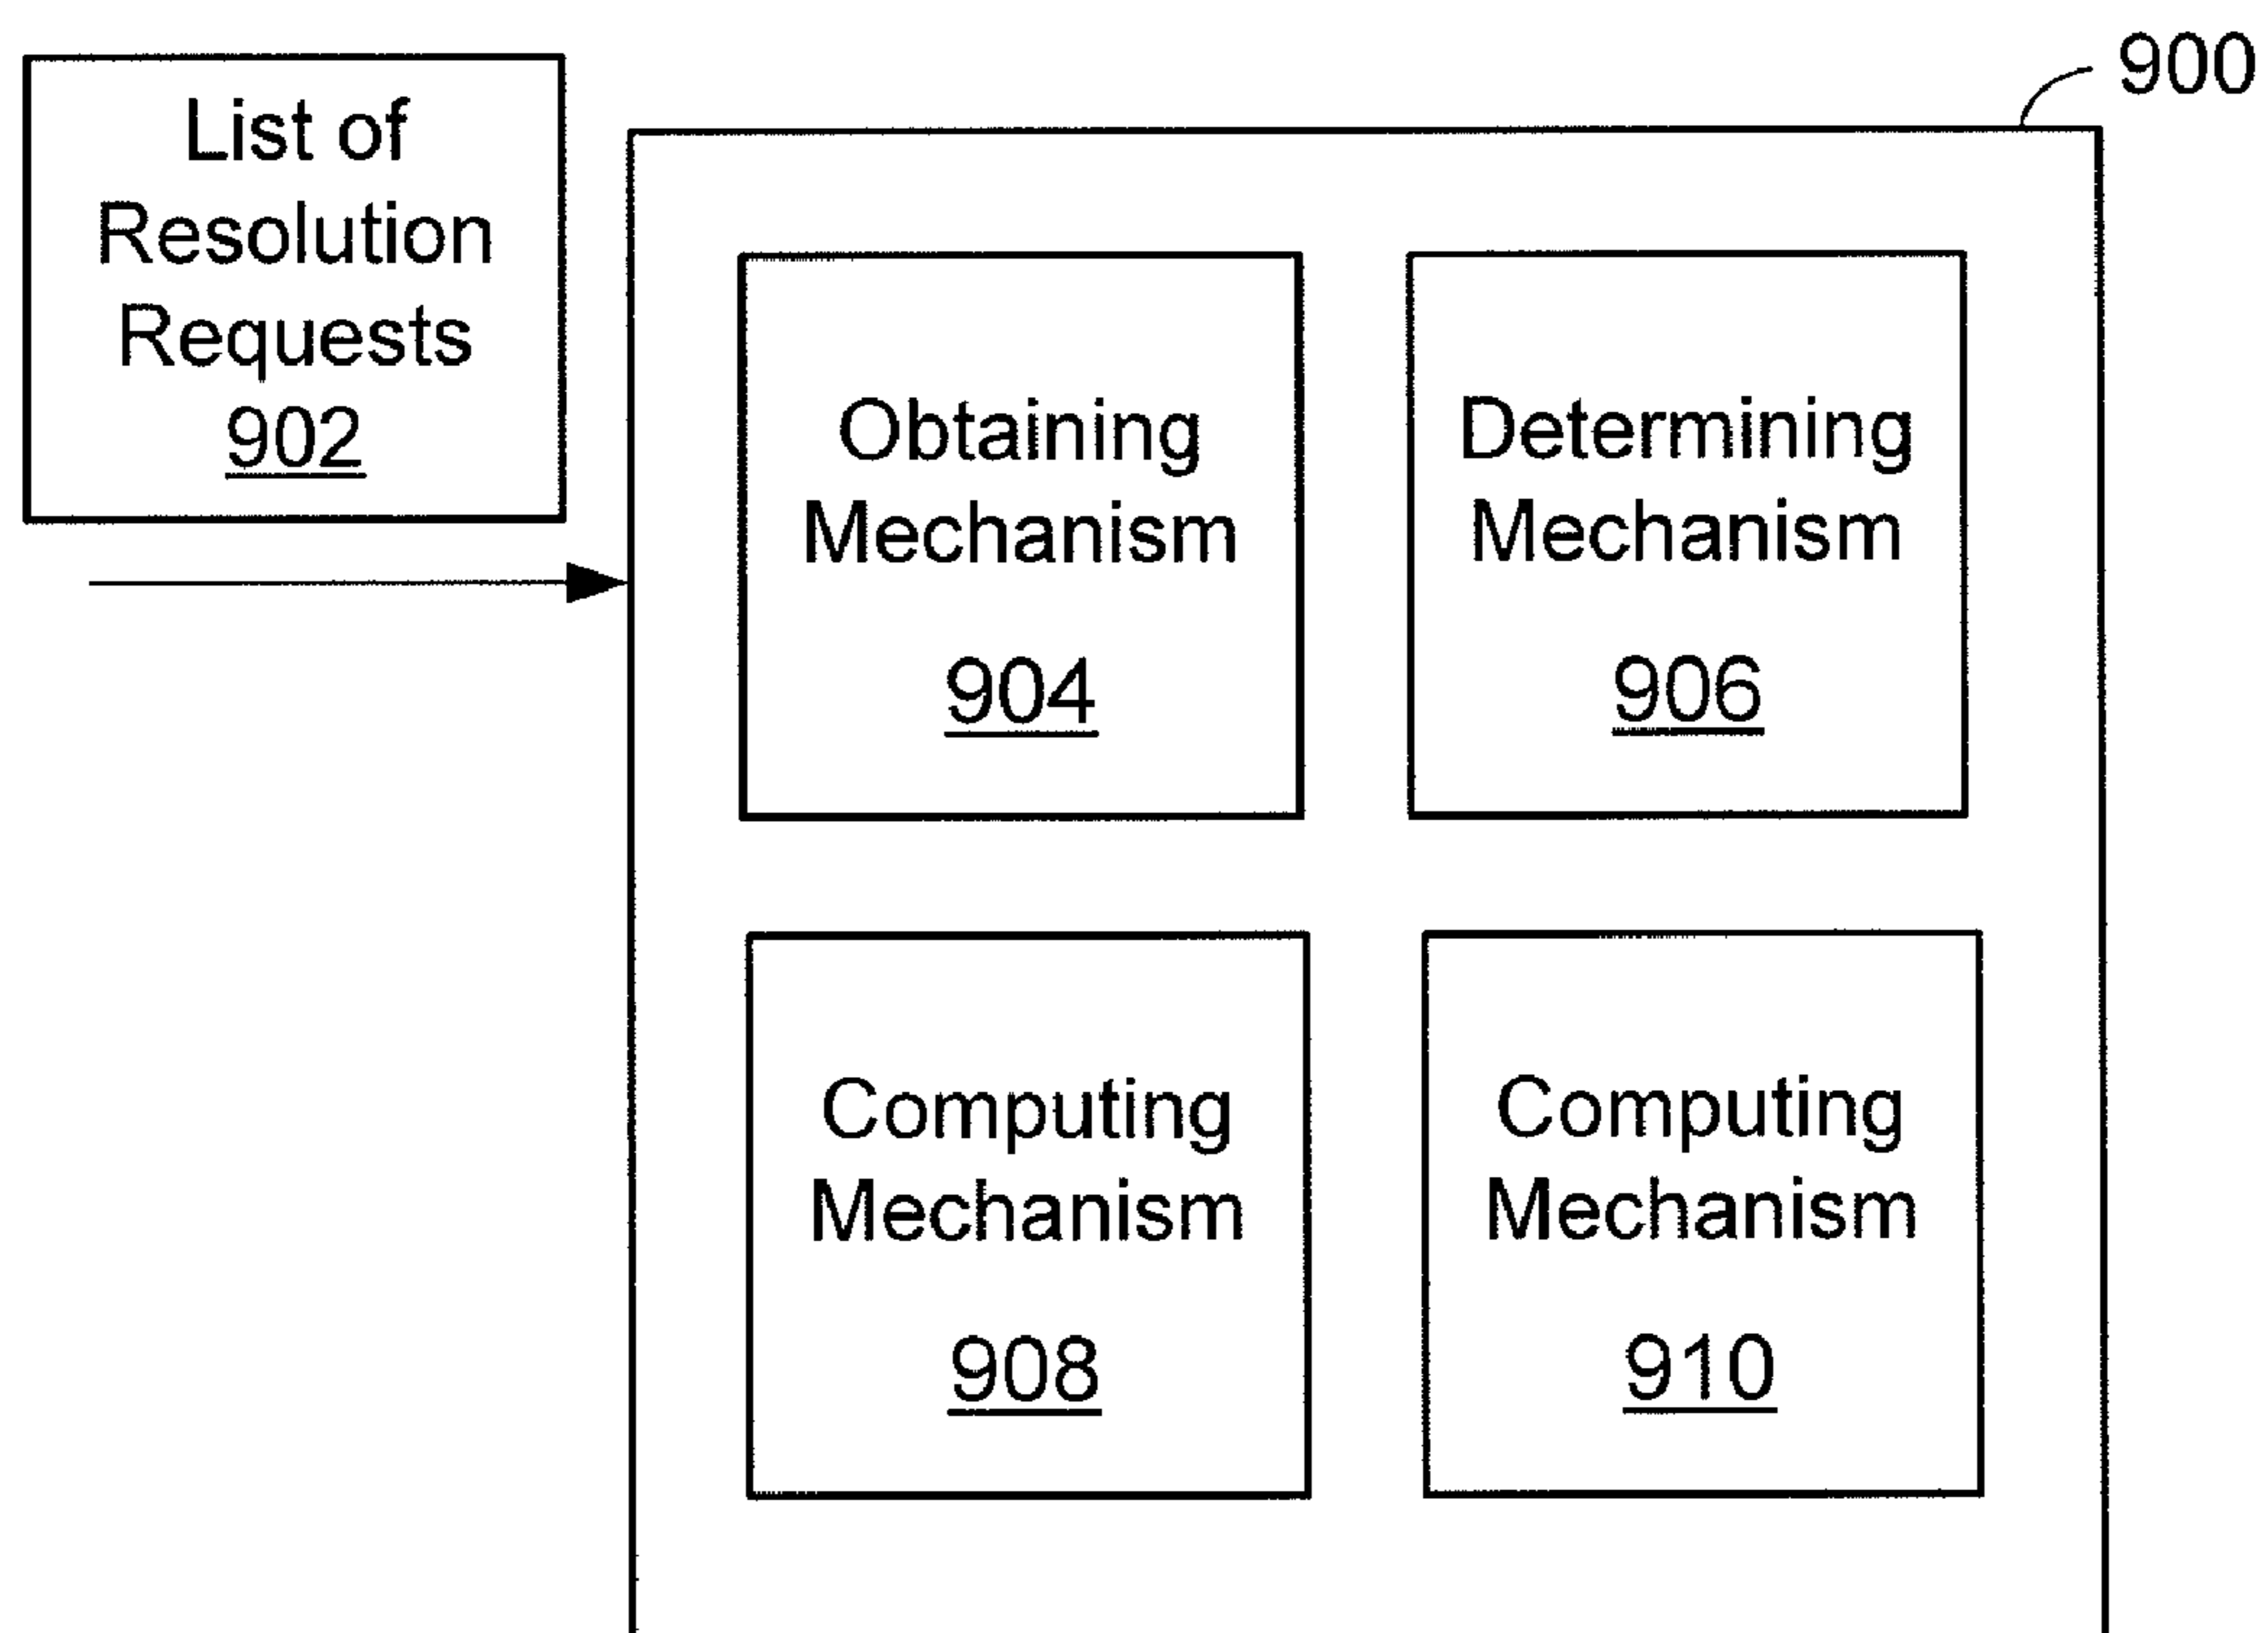 900
List of
Resolution
Requests
902
Obtaining
Mechanism
904
Determining
Mechanism
906
Computing
Mechanism
908
Computing
Mechanism
910